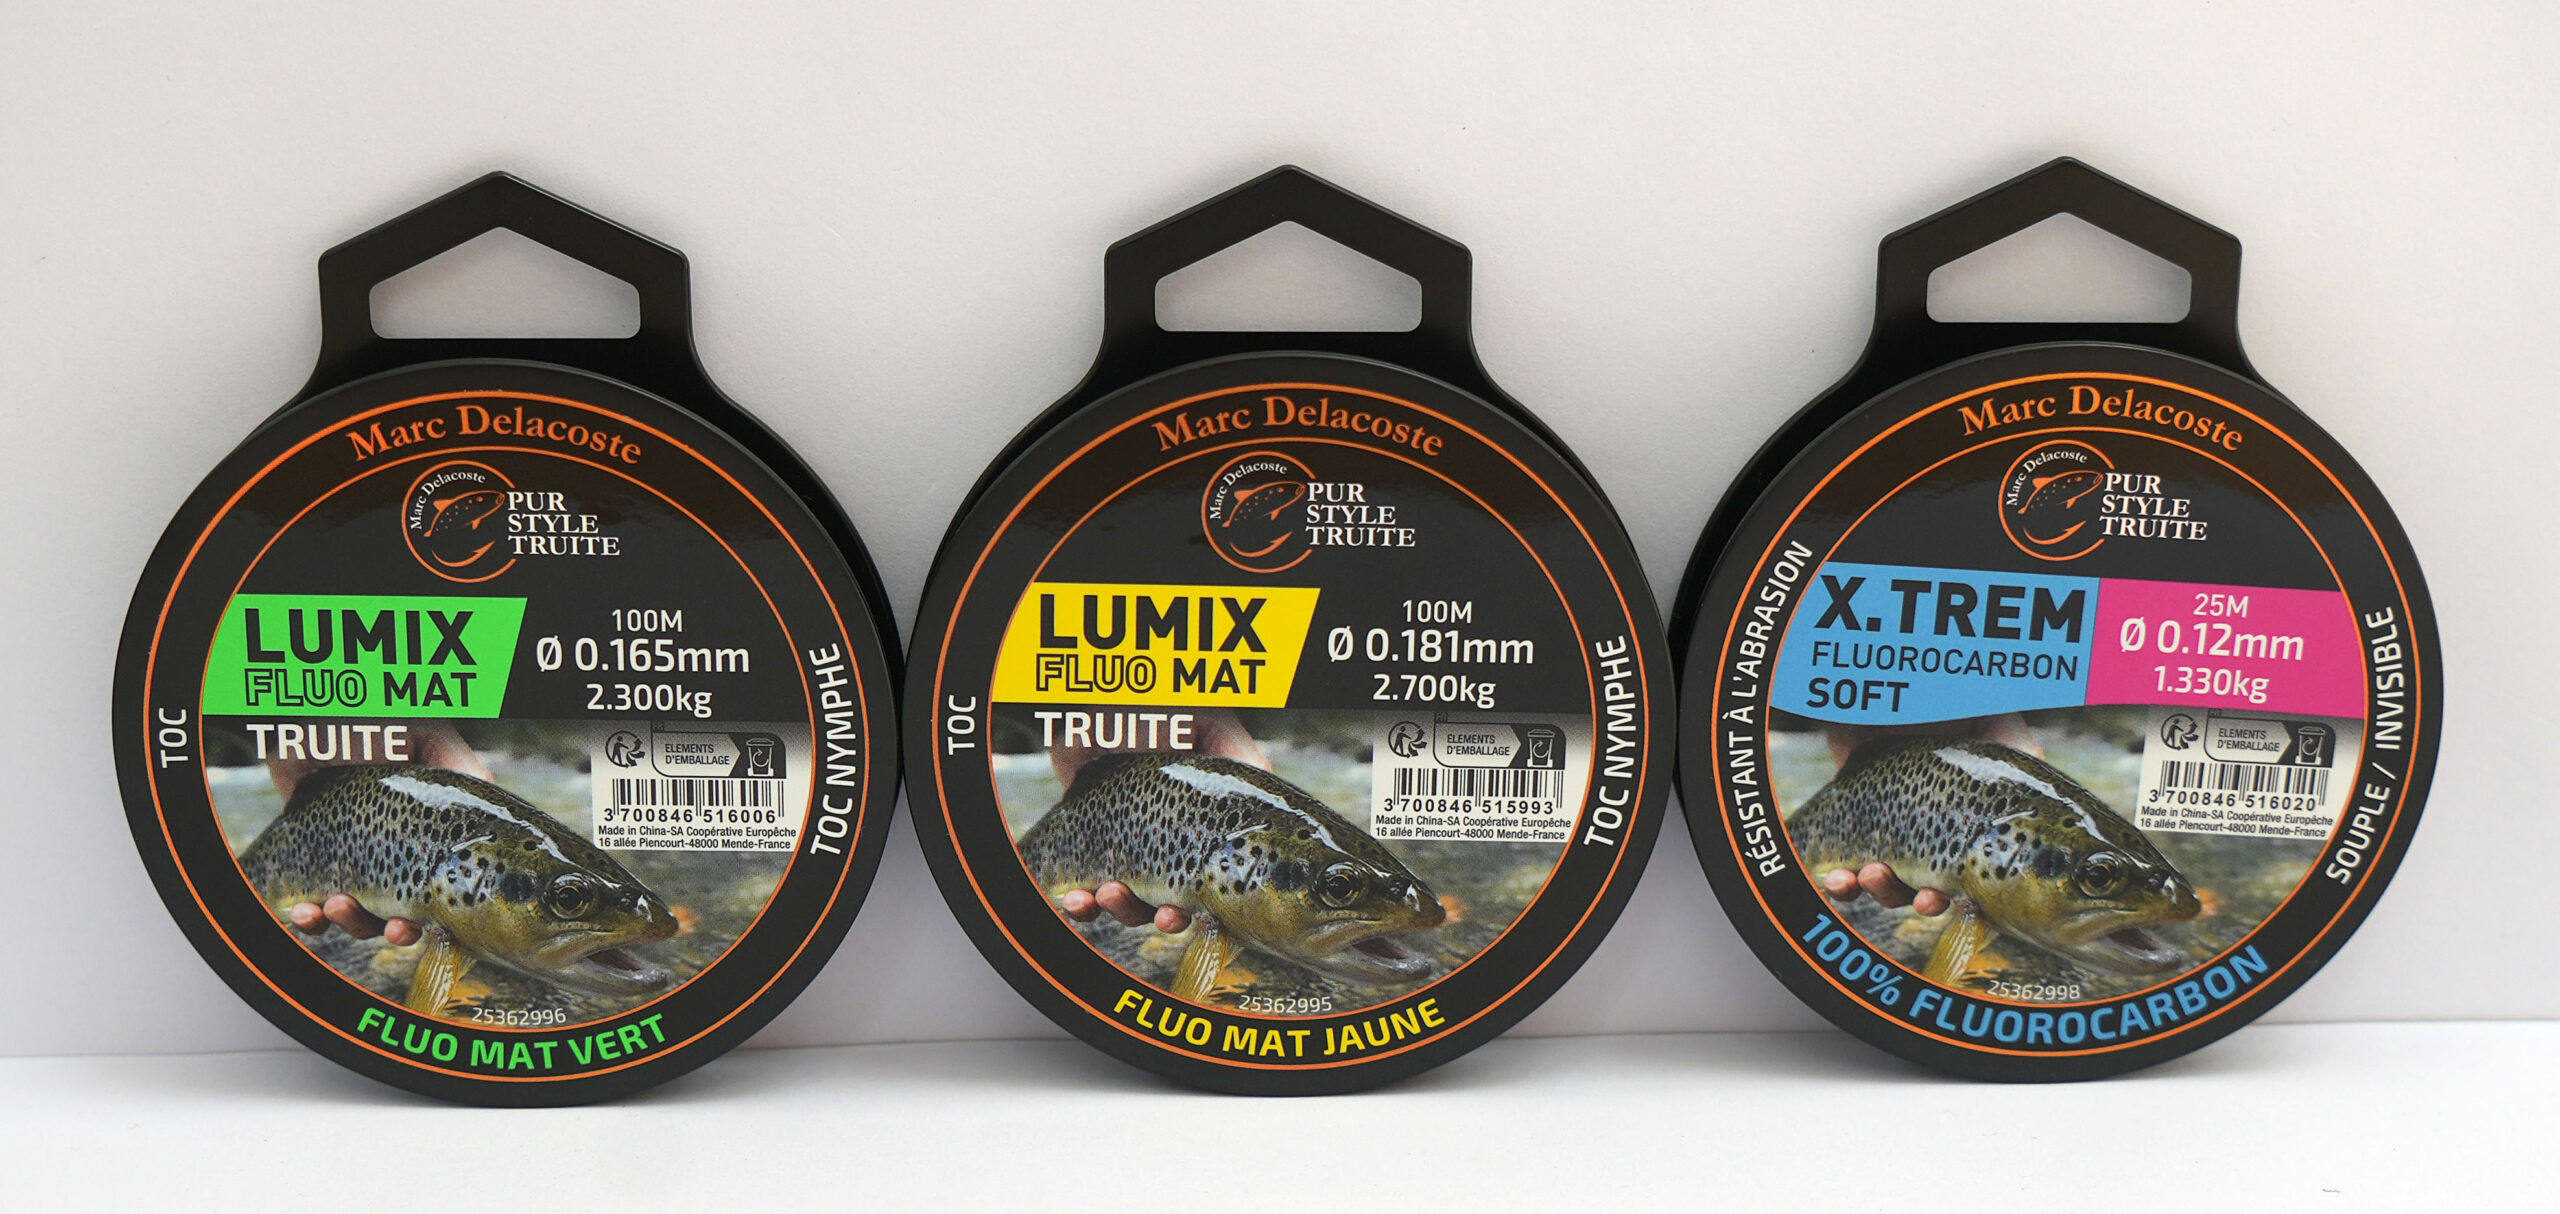 Marc Delacoste
Marc Delacoste
PUR
STYLE
TRUITE
LUMIX
FLUO MAT
100M
Ø 0.165mm
2.300kg
TRUITE
TOC
TOC NYMPHE
ELEMENTS
D'EMBALLAGE
3 700846 516006
Made in China-SA Coopérative Europêche
16 allée Piencourt-48000 Mende-France
25362996
FLUO MAT VERT
Marc Delacoste
Marc Delacoste
PUR
STYLE
TRUITE
LUMIX
FLUO MAT
100M
Ø 0.181mm
2.700kg
TRUITE
TOC
TOC NYMPHE
ELEMENTS
D'EMBALLAGE
3 700846 515993
Made in China-SA Coopérative Europêche
16 allée Piencourt-48000 Mende-France
25362995
FLUO MAT JAUNE
Marc Delacoste
Marc Delacoste
PUR
STYLE
TRUITE
X.TREM
FLUOROCARBON
SOFT
25M
Ø 0.12mm
1.330kg
RÉSISTANT À L'ABRASION
SOUPLE / INVISIBLE
ELEMENTS
D'EMBALLAGE
3 700846 516020
Made in China-SA Coopérative Europêche
16 allée Piencourt-48000 Mende-France
25362998
100% FLUOROCARBON